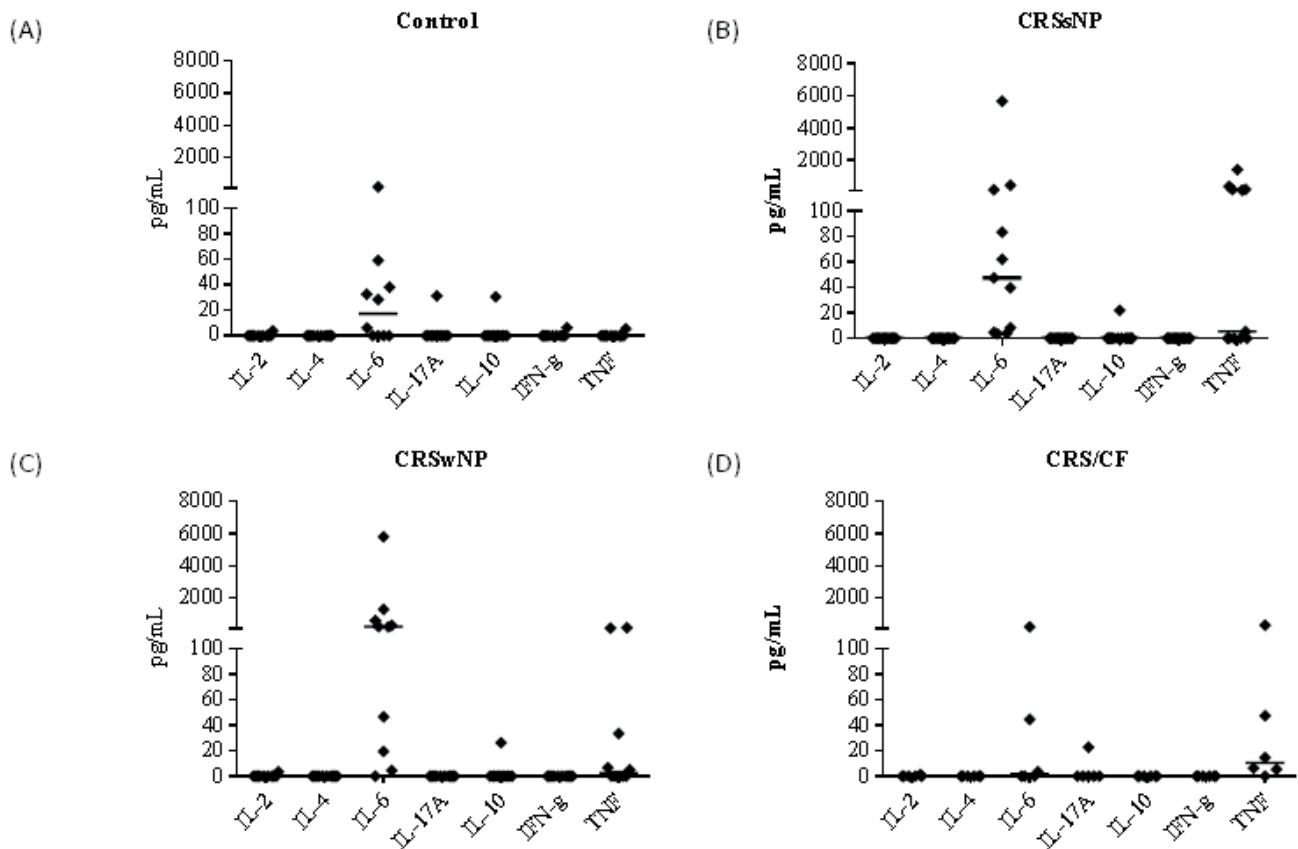 (A)
Control
pg/mL
8000
6000
4000
2000
100
80
60
40
20
0
IL-2
IL-4
IL-6
IL-17A
IL-10
IFN-g
TNF
(B)
CRSsNP
pg/mL
8000
6000
4000
2000
100
80
60
40
20
0
IL-2
IL-4
IL-6
IL-17A
IL-10
IFN-g
TNF
(C)
CRSwNP
pg/mL
8000
6000
4000
2000
100
80
60
40
20
0
IL-2
IL-4
IL-6
IL-17A
IL-10
IFN-g
TNF
(D)
CRS/CF
pg/mL
8000
6000
4000
2000
100
80
60
40
20
0
IL-2
IL-4
IL-6
IL-17A
IL-10
IFN-g
TNF